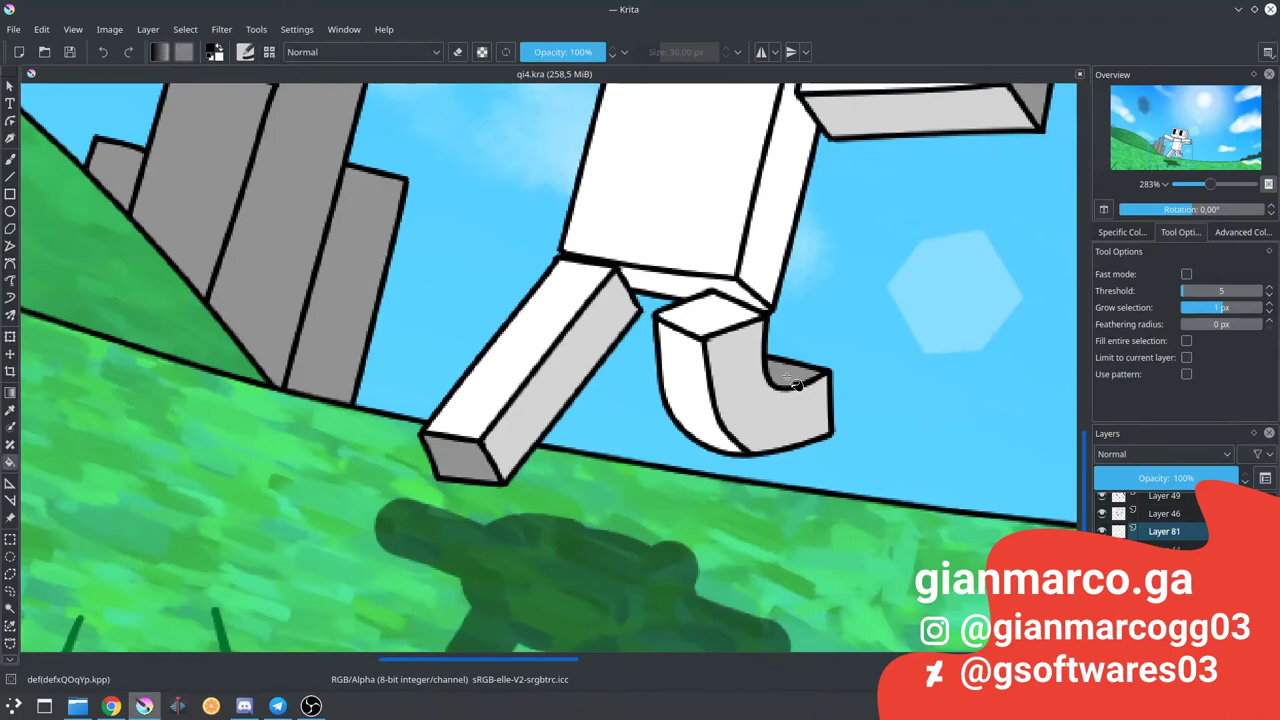 — Krita
File Edit View Image Layer Select Filter Tools Settings Window Help
Normal Opacity: 100% Size: 30,00 px
qi4.kra (258,5 MiB)
Overview
283%
Rotation: 0,00°
Specific Col... Tool Opti... Advanced Col...
Tool Options
Fast mode:
Threshold: 5
Grow selection: 1 px
Feathering radius: 0 px
Fill entire selection:
Limit to current layer:
Use pattern:
Layers
Normal
Opacity: 100%
Layer 49
Layer 46
Layer 81
gianmarco.ga
@gianmarcogg03
@gsoftwares03
def(defxQOqYp.kpp) RGB/Alpha (8-bit integer/channel) sRGB-elle-V2-srgbtrc.icc